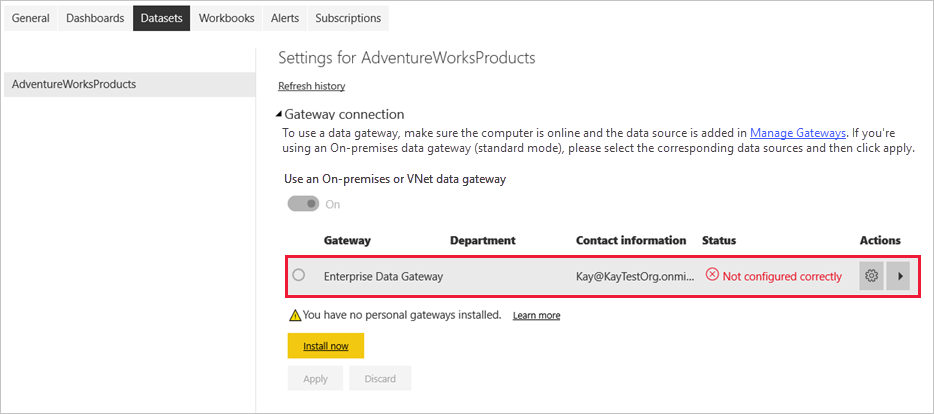 General Dashboards Datasets Workbooks Alerts Subscriptions
AdventureWorksProducts
Settings for AdventureWorksProducts
Refresh history
Gateway connection
To use a data gateway, make sure the computer is online and the data source is added in Manage Gateways. If you're
using an On-premises data gateway (standard mode), please select the corresponding data sources and then click apply.
Use an On-premises or VNet data gateway
On
Gateway Department Contact information Status Actions
Enterprise Data Gateway Kay@KayTestOrg.onmi... Not configured correctly
You have no personal gateways installed. Learn more
Install now
Apply Discard